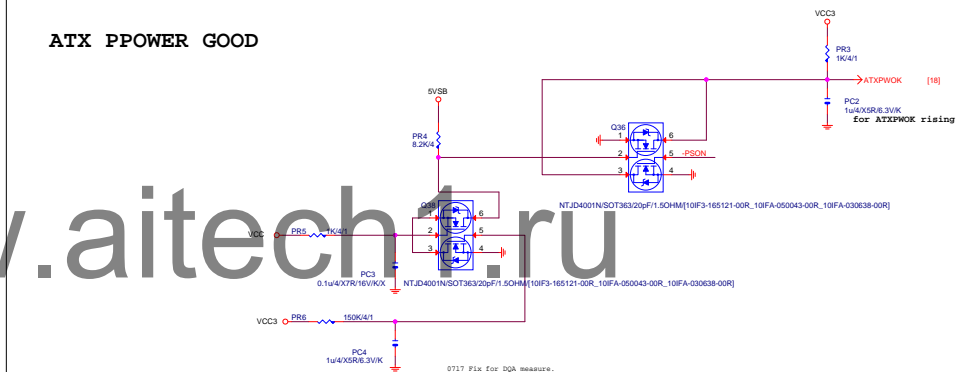 ATX PPOWER GOOD
VCC3
PR3
1K/4/1
ATXPWOK [18]
PC2
1u/4/X5R/6.3V/K
for ATXPWOK rising
5VSB
PR4
8.2K/4
Q36
1 6
2 5 -PSON
3 4
NTJD4001N/SOT363/20pF/1.5OHM/[10IF3-165121-00R_10IFA-050043-00R_10IFA-030638-00R]
Q38
1 6
2 5
3 4
VCC PR5 1K/4/1
PC3
0.1u/4/X7R/16V/K/X
NTJD4001N/SOT363/20pF/1.5OHM/[10IF3-165121-00R_10IFA-050043-00R_10IFA-030638-00R]
VCC3 PR6 150K/4/1
PC4
1u/4/X5R/6.3V/K
0717 Fix for DQA measure.
w.aitech1.ru